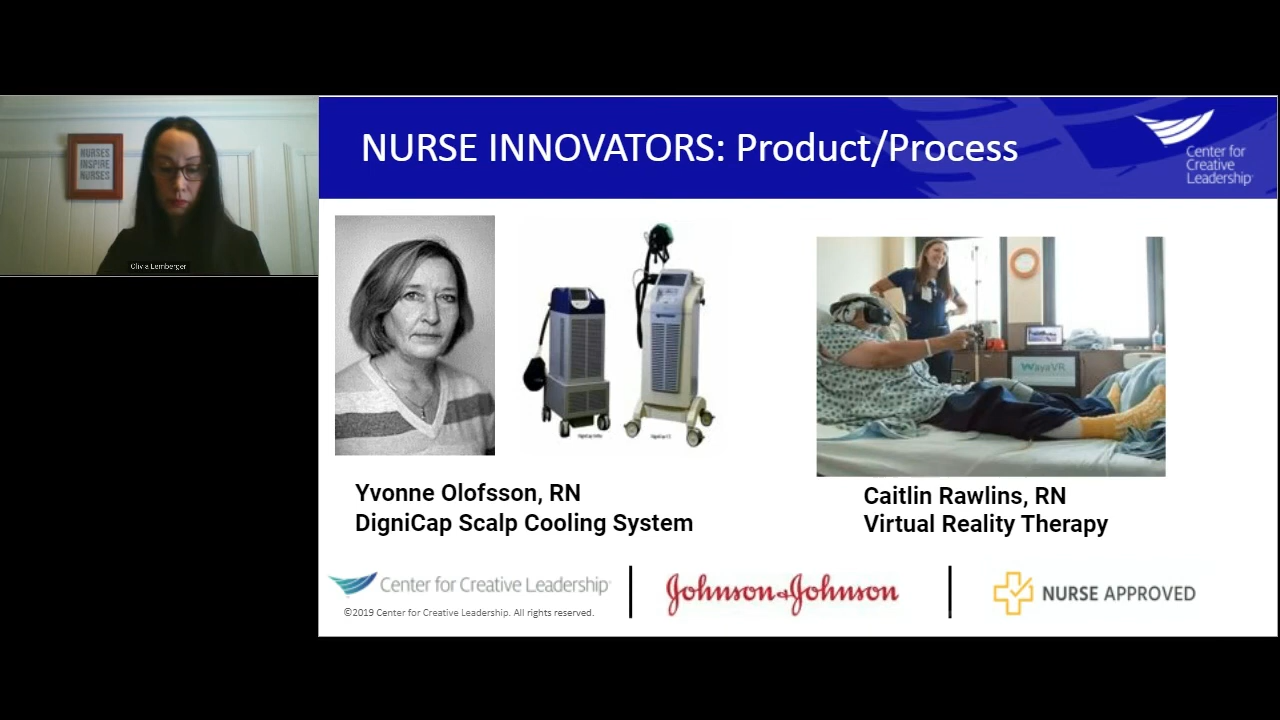 NURSES
INSPIRE
NURSES
Olivia Lemberger
NURSE INNOVATORS: Product/Process
Center for
Creative
Leadership
WayaVR
Yvonne Olofsson, RN
DigniCap Scalp Cooling System
Caitlin Rawlins, RN
Virtual Reality Therapy
Center for Creative Leadership
©2019 Center for Creative Leadership. All rights reserved.
Johnson & Johnson
NURSE APPROVED